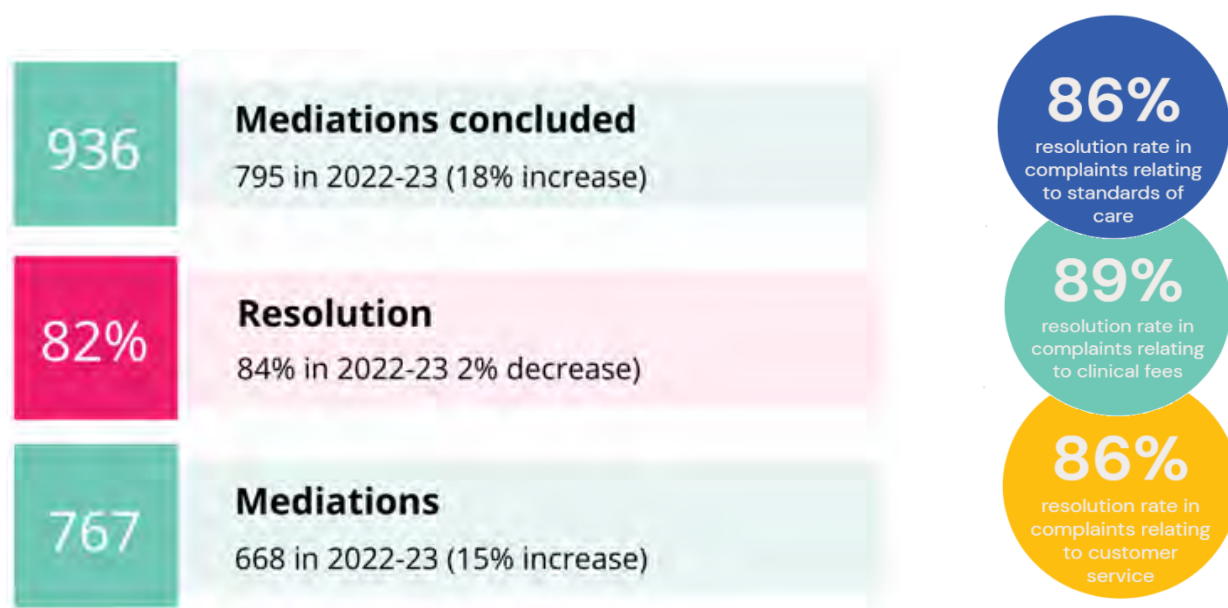 936
Mediations concluded
795 in 2022-23 (18% increase)
82%
Resolution
84% in 2022-23 2% decrease)
767
Mediations
668 in 2022-23 (15% increase)
86%
resolution rate in
complaints relating
to standards of
care
89%
resolution rate in
complaints relating
to clinical fees
86%
resolution rate in
complaints relating
to customer
service